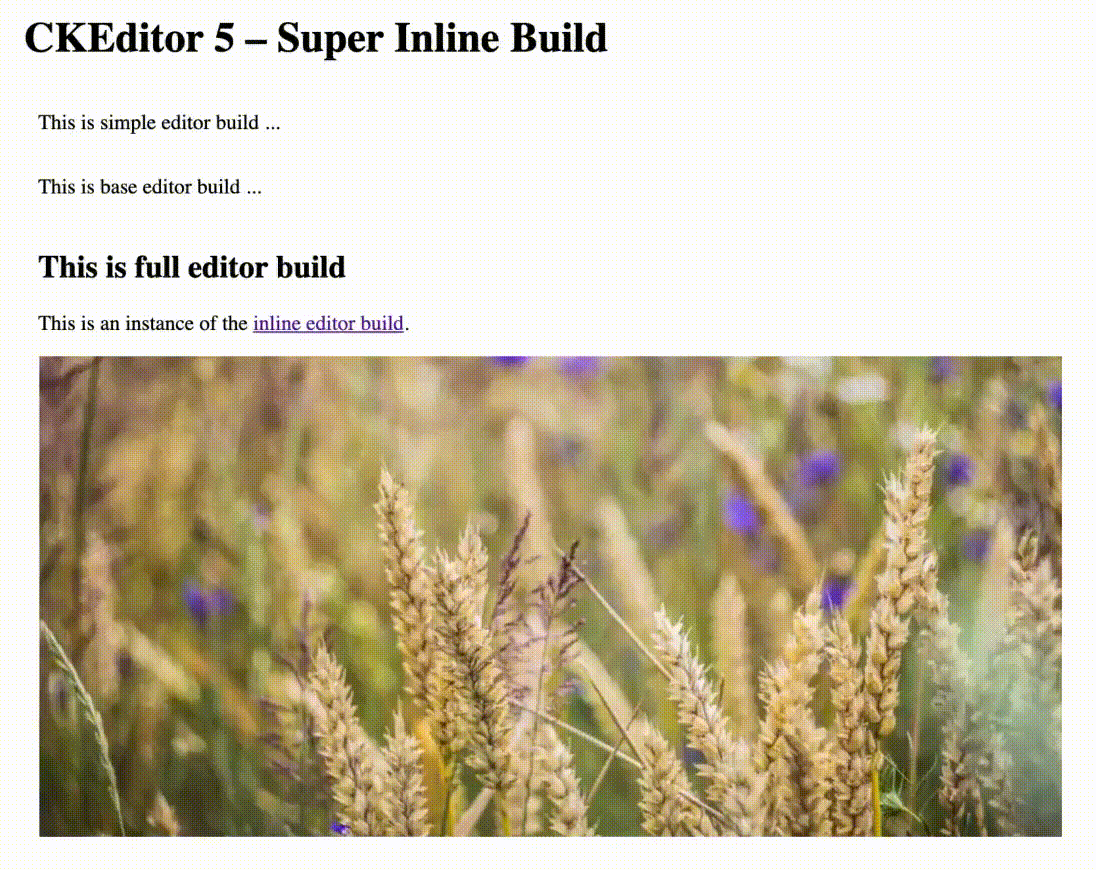 CKEditor 5 – Super Inline Build
This is simple editor build ...
This is base editor build ...
This is full editor build
This is an instance of the inline editor build.